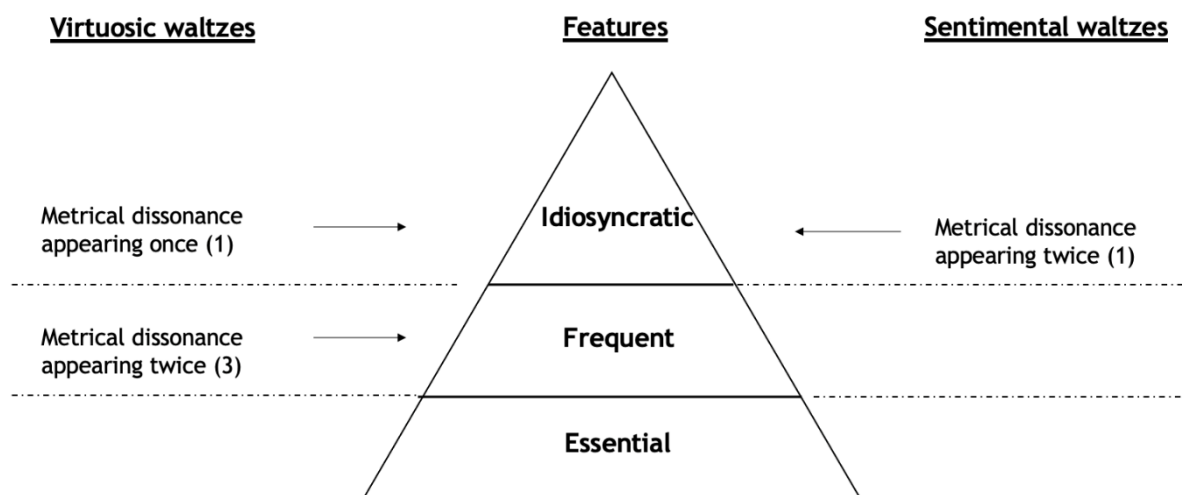 Virtuosic waltzes
Features
Sentimental waltzes
Idiosyncratic
Metrical dissonance
appearing once (1)
Metrical dissonance
appearing twice (1)
Metrical dissonance
appearing twice (3)
Frequent
Essential